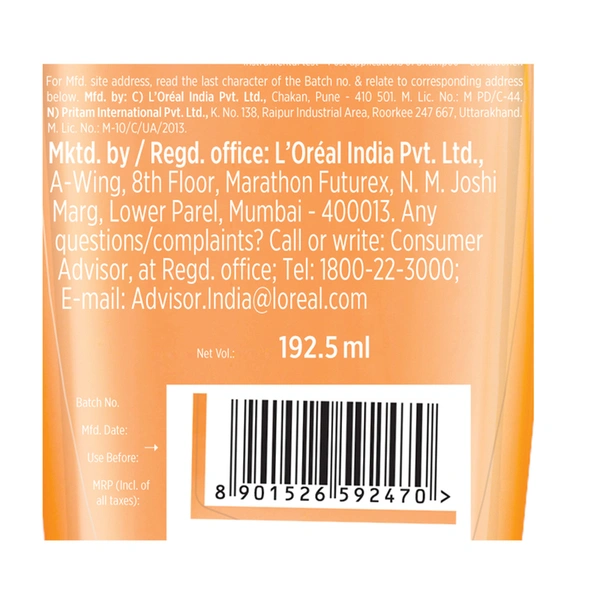 For Mfd. site address, read the last character of the Batch no. & relate to corresponding address
below. Mfd. by: C) L'Oréal India Pvt. Ltd., Chakan, Pune - 410 501. M. Lic. No.: M PD/C-44.
N) Pritam International Pvt. Ltd., K. No. 138, Raipur Industrial Area, Roorkee 247 667, Uttarakhand.
M. Lic. No.: M-10/C/UA/2013.
Mktd. by / Regd. office: L'Oréal India Pvt. Ltd.,
A-Wing, 8th Floor, Marathon Futurex, N. M. Joshi
Marg, Lower Parel, Mumbai - 400013. Any
questions/complaints? Call or write: Consumer
Advisor, at Regd. office; Tel: 1800-22-3000;
E-mail: Advisor.India@loreal.com
Net Vol.: 192.5 ml
Batch No.
Mfd. Date:
Use Before:
MRP (Incl. of
all taxes):
8 901526 592470 >